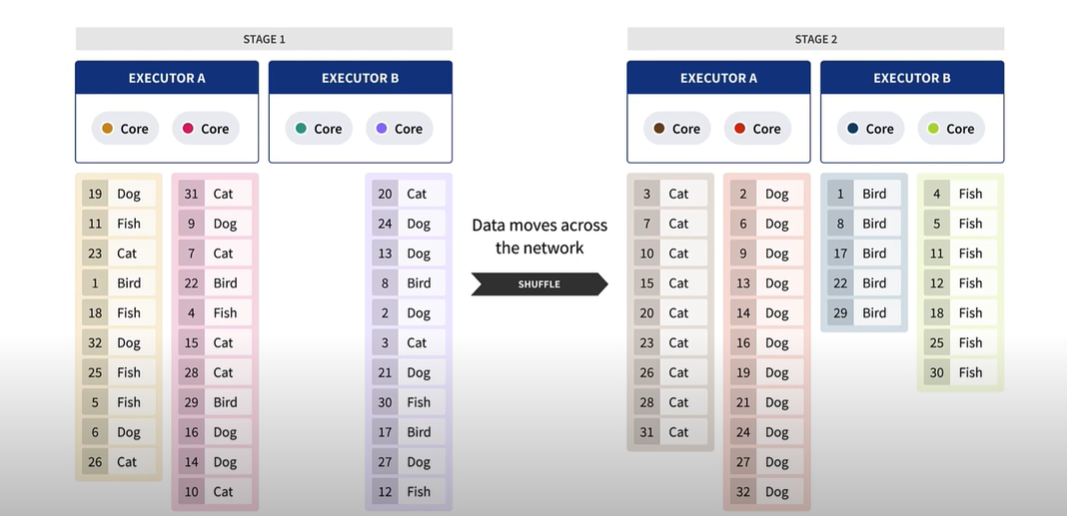 STAGE 1
EXECUTOR A
EXECUTOR B
Core
Core
Core
Core
19 Dog
11 Fish
23 Cat
1 Bird
18 Fish
32 Dog
25 Fish
5 Fish
6 Dog
26 Cat
31 Cat
9 Dog
7 Cat
22 Bird
4 Fish
15 Cat
28 Cat
29 Bird
16 Dog
14 Dog
10 Cat
20 Cat
24 Dog
13 Dog
8 Bird
2 Dog
3 Cat
21 Dog
30 Fish
17 Bird
27 Dog
12 Fish
Data moves across
the network
SHUFFLE
STAGE 2
EXECUTOR A
EXECUTOR B
Core
Core
Core
Core
3 Cat
7 Cat
10 Cat
15 Cat
20 Cat
23 Cat
26 Cat
28 Cat
31 Cat
2 Dog
6 Dog
9 Dog
13 Dog
14 Dog
16 Dog
19 Dog
21 Dog
24 Dog
27 Dog
32 Dog
1 Bird
8 Bird
17 Bird
22 Bird
29 Bird
4 Fish
5 Fish
11 Fish
12 Fish
18 Fish
25 Fish
30 Fish